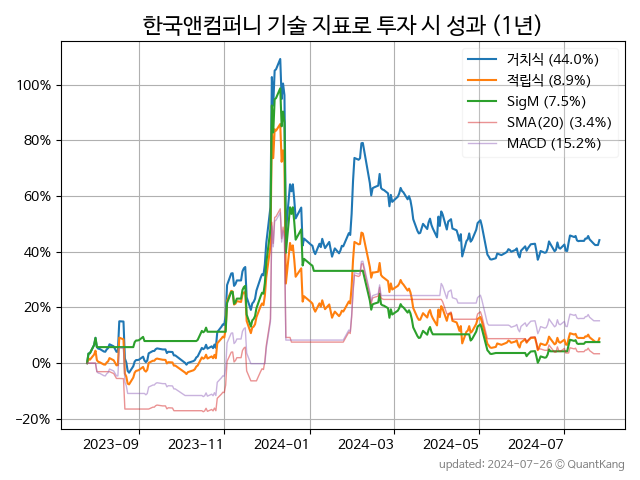 한국앤컴퍼니 기술 지표로 투자 시 성과 (1년)
거치식 (44.0%)
적립식 (8.9%)
SigM (7.5%)
SMA(20) (3.4%)
MACD (15.2%)
100%
80%
60%
40%
20%
0%
−20%
2023−09 2023−11 2024−01 2024−03 2024−05 2024−07
updated: 2024-07-26 © QuantKang